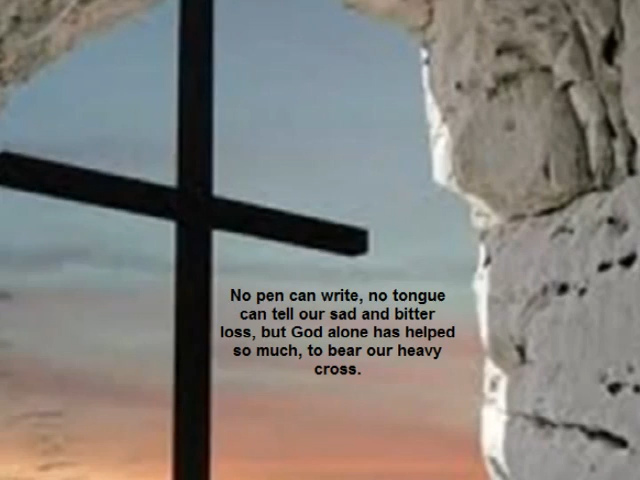 No pen can write, no tongue
can tell our sad and bitter
loss, but God alone has helped
so much, to bear our heavy
cross.